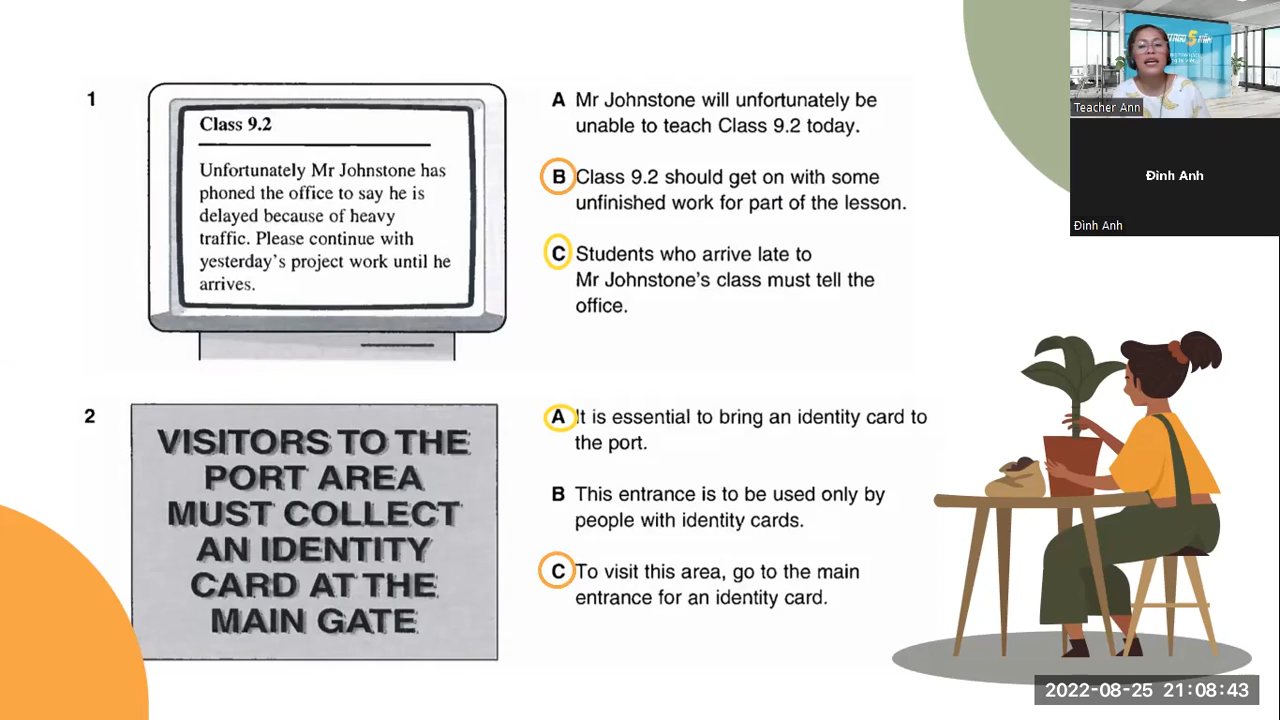 1
Class 9.2
Unfortunately Mr Johnstone has
phoned the office to say he is
delayed because of heavy
traffic. Please continue with
yesterday's project work until he
arrives.
A Mr Johnstone will unfortunately be
unable to teach Class 9.2 today.
B Class 9.2 should get on with some
unfinished work for part of the lesson.
C Students who arrive late to
Mr Johnstone's class must tell the
office.
2
VISITORS TO THE
PORT AREA
MUST COLLECT
AN IDENTITY
CARD AT THE
MAIN GATE
A It is essential to bring an identity card to
the port.
B This entrance is to be used only by
people with identity cards.
C To visit this area, go to the main
entrance for an identity card.
Teacher Ann
Đình Anh
Đình Anh
2022-08-25 21:08:43